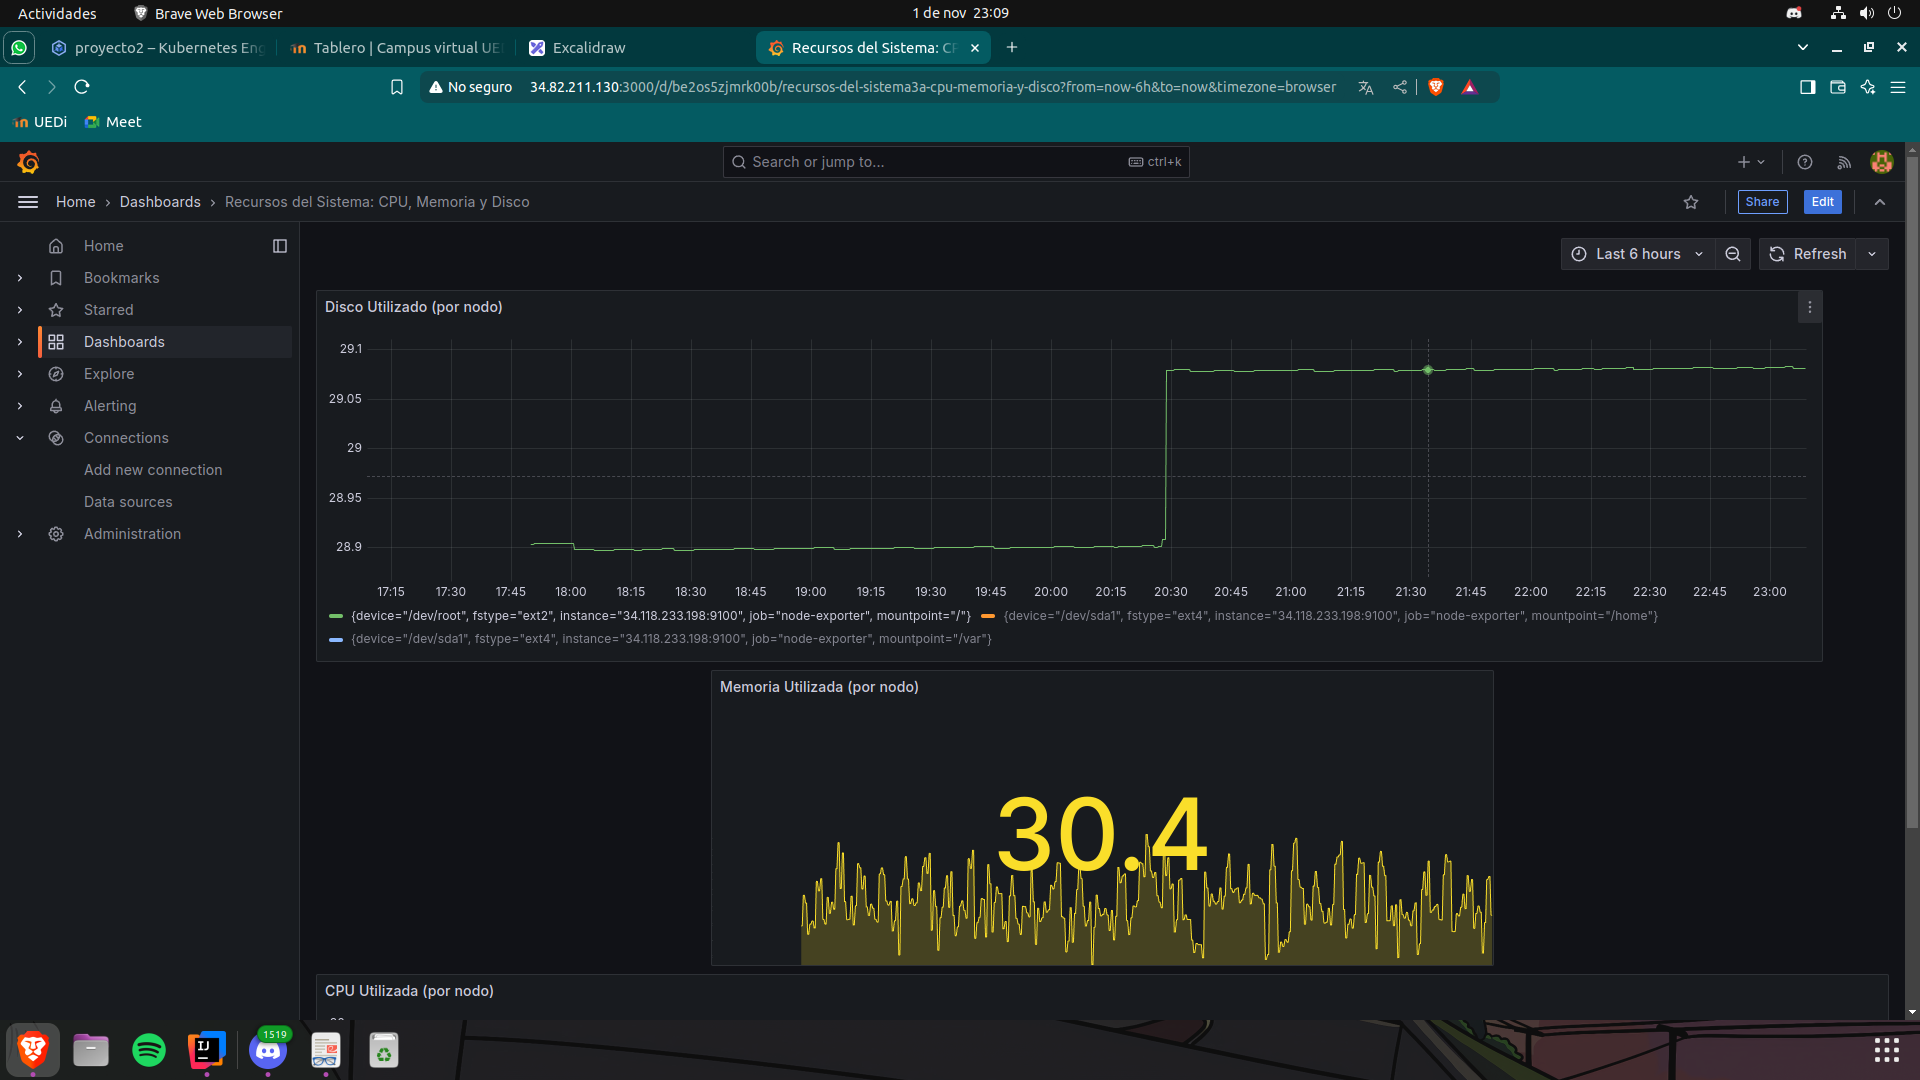 Actividades Brave Web Browser 1 de nov 23:09
proyecto2 – Kubernetes Eng Tablero | Campus virtual UE Excalidraw Recursos del Sistema: CP
No seguro 34.82.211.130:3000/d/be2os5zjmrk00b/recursos-del-sistema3a-cpu-memoria-y-disco?from=now-6h&to=now&timezone=browser
UEDi Meet
Search or jump to... ctrl+k
Home › Dashboards › Recursos del Sistema: CPU, Memoria y Disco Share Edit
Home
Bookmarks
Starred
Dashboards
Explore
Alerting
Connections
Add new connection
Data sources
Administration
Last 6 hours Refresh
Disco Utilizado (por nodo)
29.1
29.05
29
28.95
28.9
17:15 17:30 17:45 18:00 18:15 18:30 18:45 19:00 19:15 19:30 19:45 20:00 20:15 20:30 20:45 21:00 21:15 21:30 21:45 22:00 22:15 22:30 22:45 23:00
{device="/dev/root", fstype="ext2", instance="34.118.233.198:9100", job="node-exporter", mountpoint="/"} {device="/dev/sda1", fstype="ext4", instance="34.118.233.198:9100", job="node-exporter", mountpoint="/home"}
{device="/dev/sda1", fstype="ext4", instance="34.118.233.198:9100", job="node-exporter", mountpoint="/var"}
Memoria Utilizada (por nodo)
30.4
CPU Utilizada (por nodo)
1519
IJ